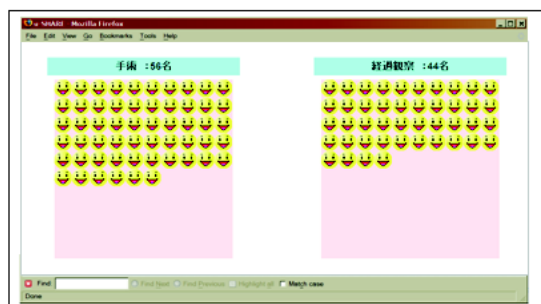 e-SHARE - Mozilla Firefox
File Edit View Go Bookmarks Tools Help
手術 :56名
経過観察 :44名
Find: Find Next Find Previous Highlight all Match case
Done